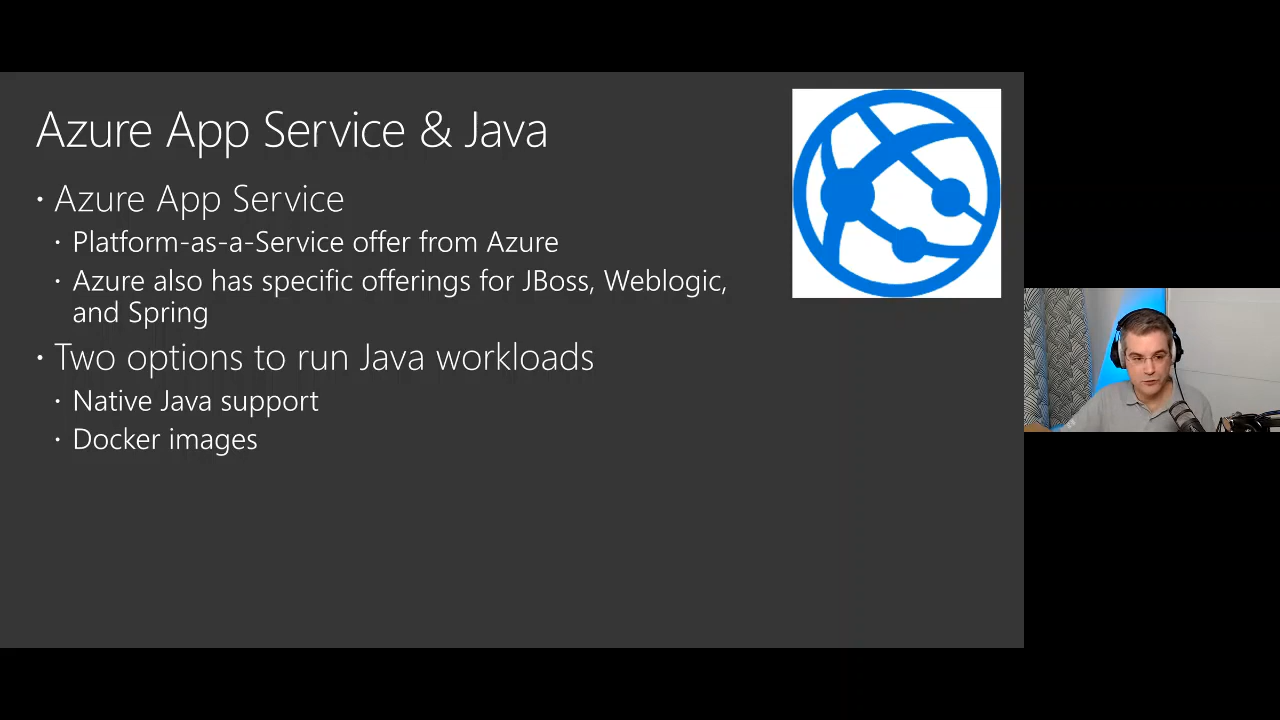 Azure App Service & Java
• Azure App Service
• Platform-as-a-Service offer from Azure
• Azure also has specific offerings for JBoss, Weblogic,
and Spring
• Two options to run Java workloads
• Native Java support
• Docker images